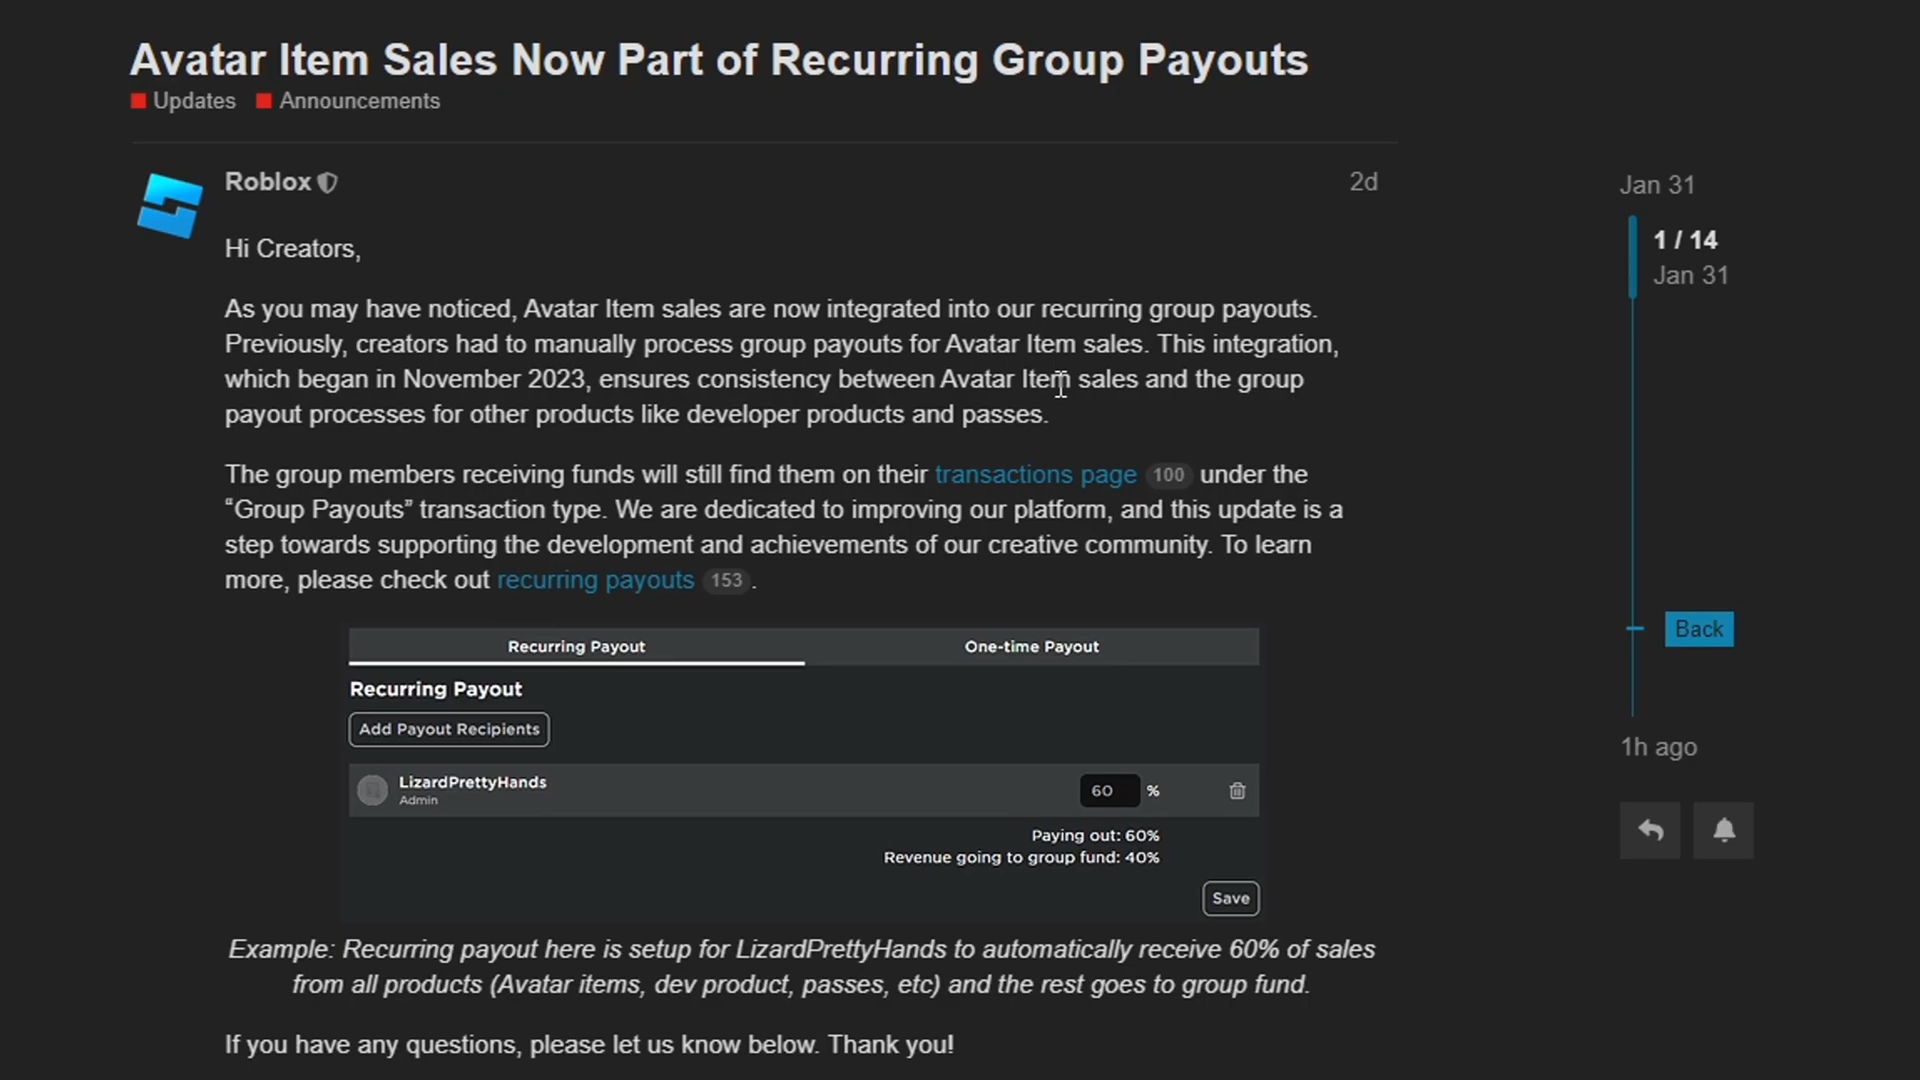 Avatar Item Sales Now Part of Recurring Group Payouts
Updates Announcements
Roblox 2d
Hi Creators,
As you may have noticed, Avatar Item sales are now integrated into our recurring group payouts.
Previously, creators had to manually process group payouts for Avatar Item sales. This integration,
which began in November 2023, ensures consistency between Avatar Item sales and the group
payout processes for other products like developer products and passes.
The group members receiving funds will still find them on their transactions page 100 under the
“Group Payouts” transaction type. We are dedicated to improving our platform, and this update is a
step towards supporting the development and achievements of our creative community. To learn
more, please check out recurring payouts 153 .
Recurring Payout One-time Payout
Recurring Payout
Add Payout Recipients
LizardPrettyHands
Admin
60 %
Paying out: 60%
Revenue going to group fund: 40%
Save
Example: Recurring payout here is setup for LizardPrettyHands to automatically receive 60% of sales
from all products (Avatar items, dev product, passes, etc) and the rest goes to group fund.
If you have any questions, please let us know below. Thank you!
Jan 31
1 / 14
Jan 31
Back
1h ago